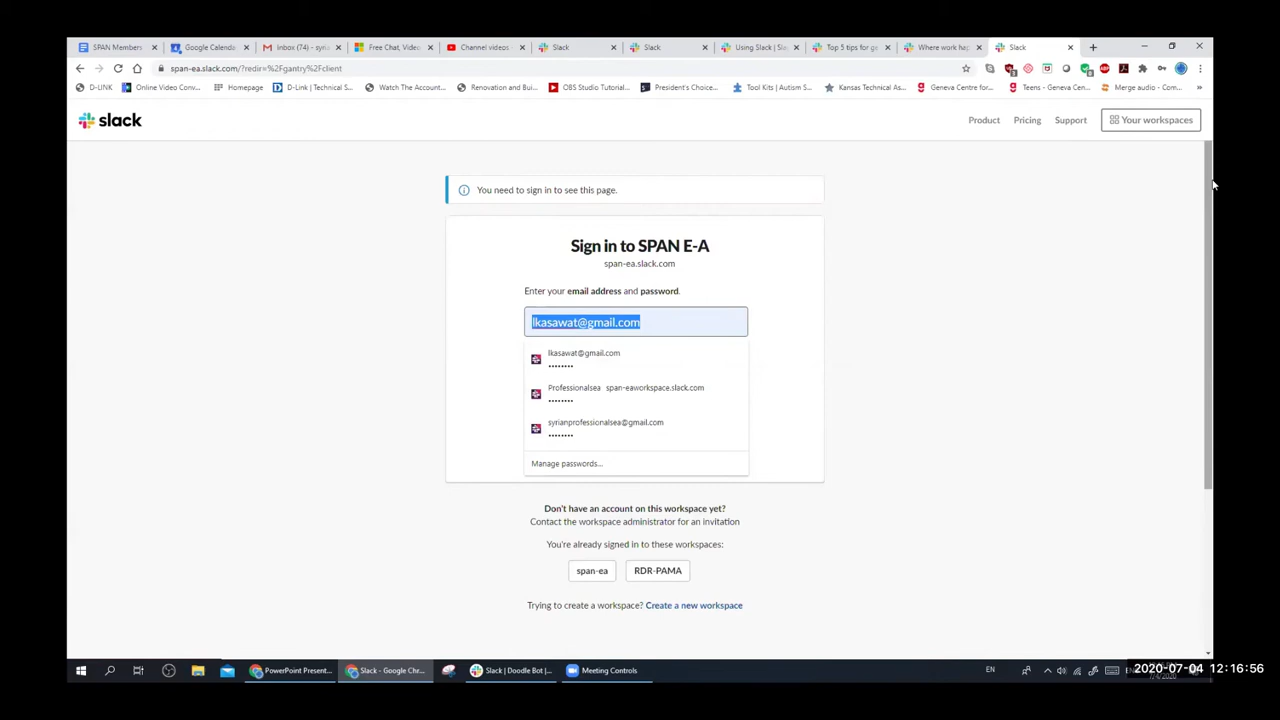 SPAN Members
Google Calenda
Inbox (74) - syria
Free Chat, Video
Channel videos -
Slack
Slack
Using Slack | Sla
Top 5 tips for ge
Where work hap
Slack
span-ea.slack.com/?redir=%2Fgantry%2Fclient
D-LINK
Online Video Conv...
Homepage
D-Link | Technical S...
Watch The Account...
Renovation and Bui...
OBS Studio Tutorial...
President's Choice...
Tool Kits | Autism S...
Kansas Technical As...
Geneva Centre for...
Teens - Geneva Cen...
Merge audio - Com...
slack
Product
Pricing
Support
Your workspaces
You need to sign in to see this page.
Sign in to SPAN E-A
span-ea.slack.com
Enter your email address and password.
lkasawat@gmail.com
lkasawat@gmail.com
••••••••
Professionalsea span-eaworkspace.slack.com
••••••••
syrianprofessionalsea@gmail.com
••••••••
Manage passwords...
Don't have an account on this workspace yet?
Contact the workspace administrator for an invitation
You're already signed in to these workspaces:
span-ea
RDR-PAMA
Trying to create a workspace? Create a new workspace
PowerPoint Present...
Slack - Google Chr...
Slack | Doodle Bot |...
Meeting Controls
EN
2020-07-04 12:16:56